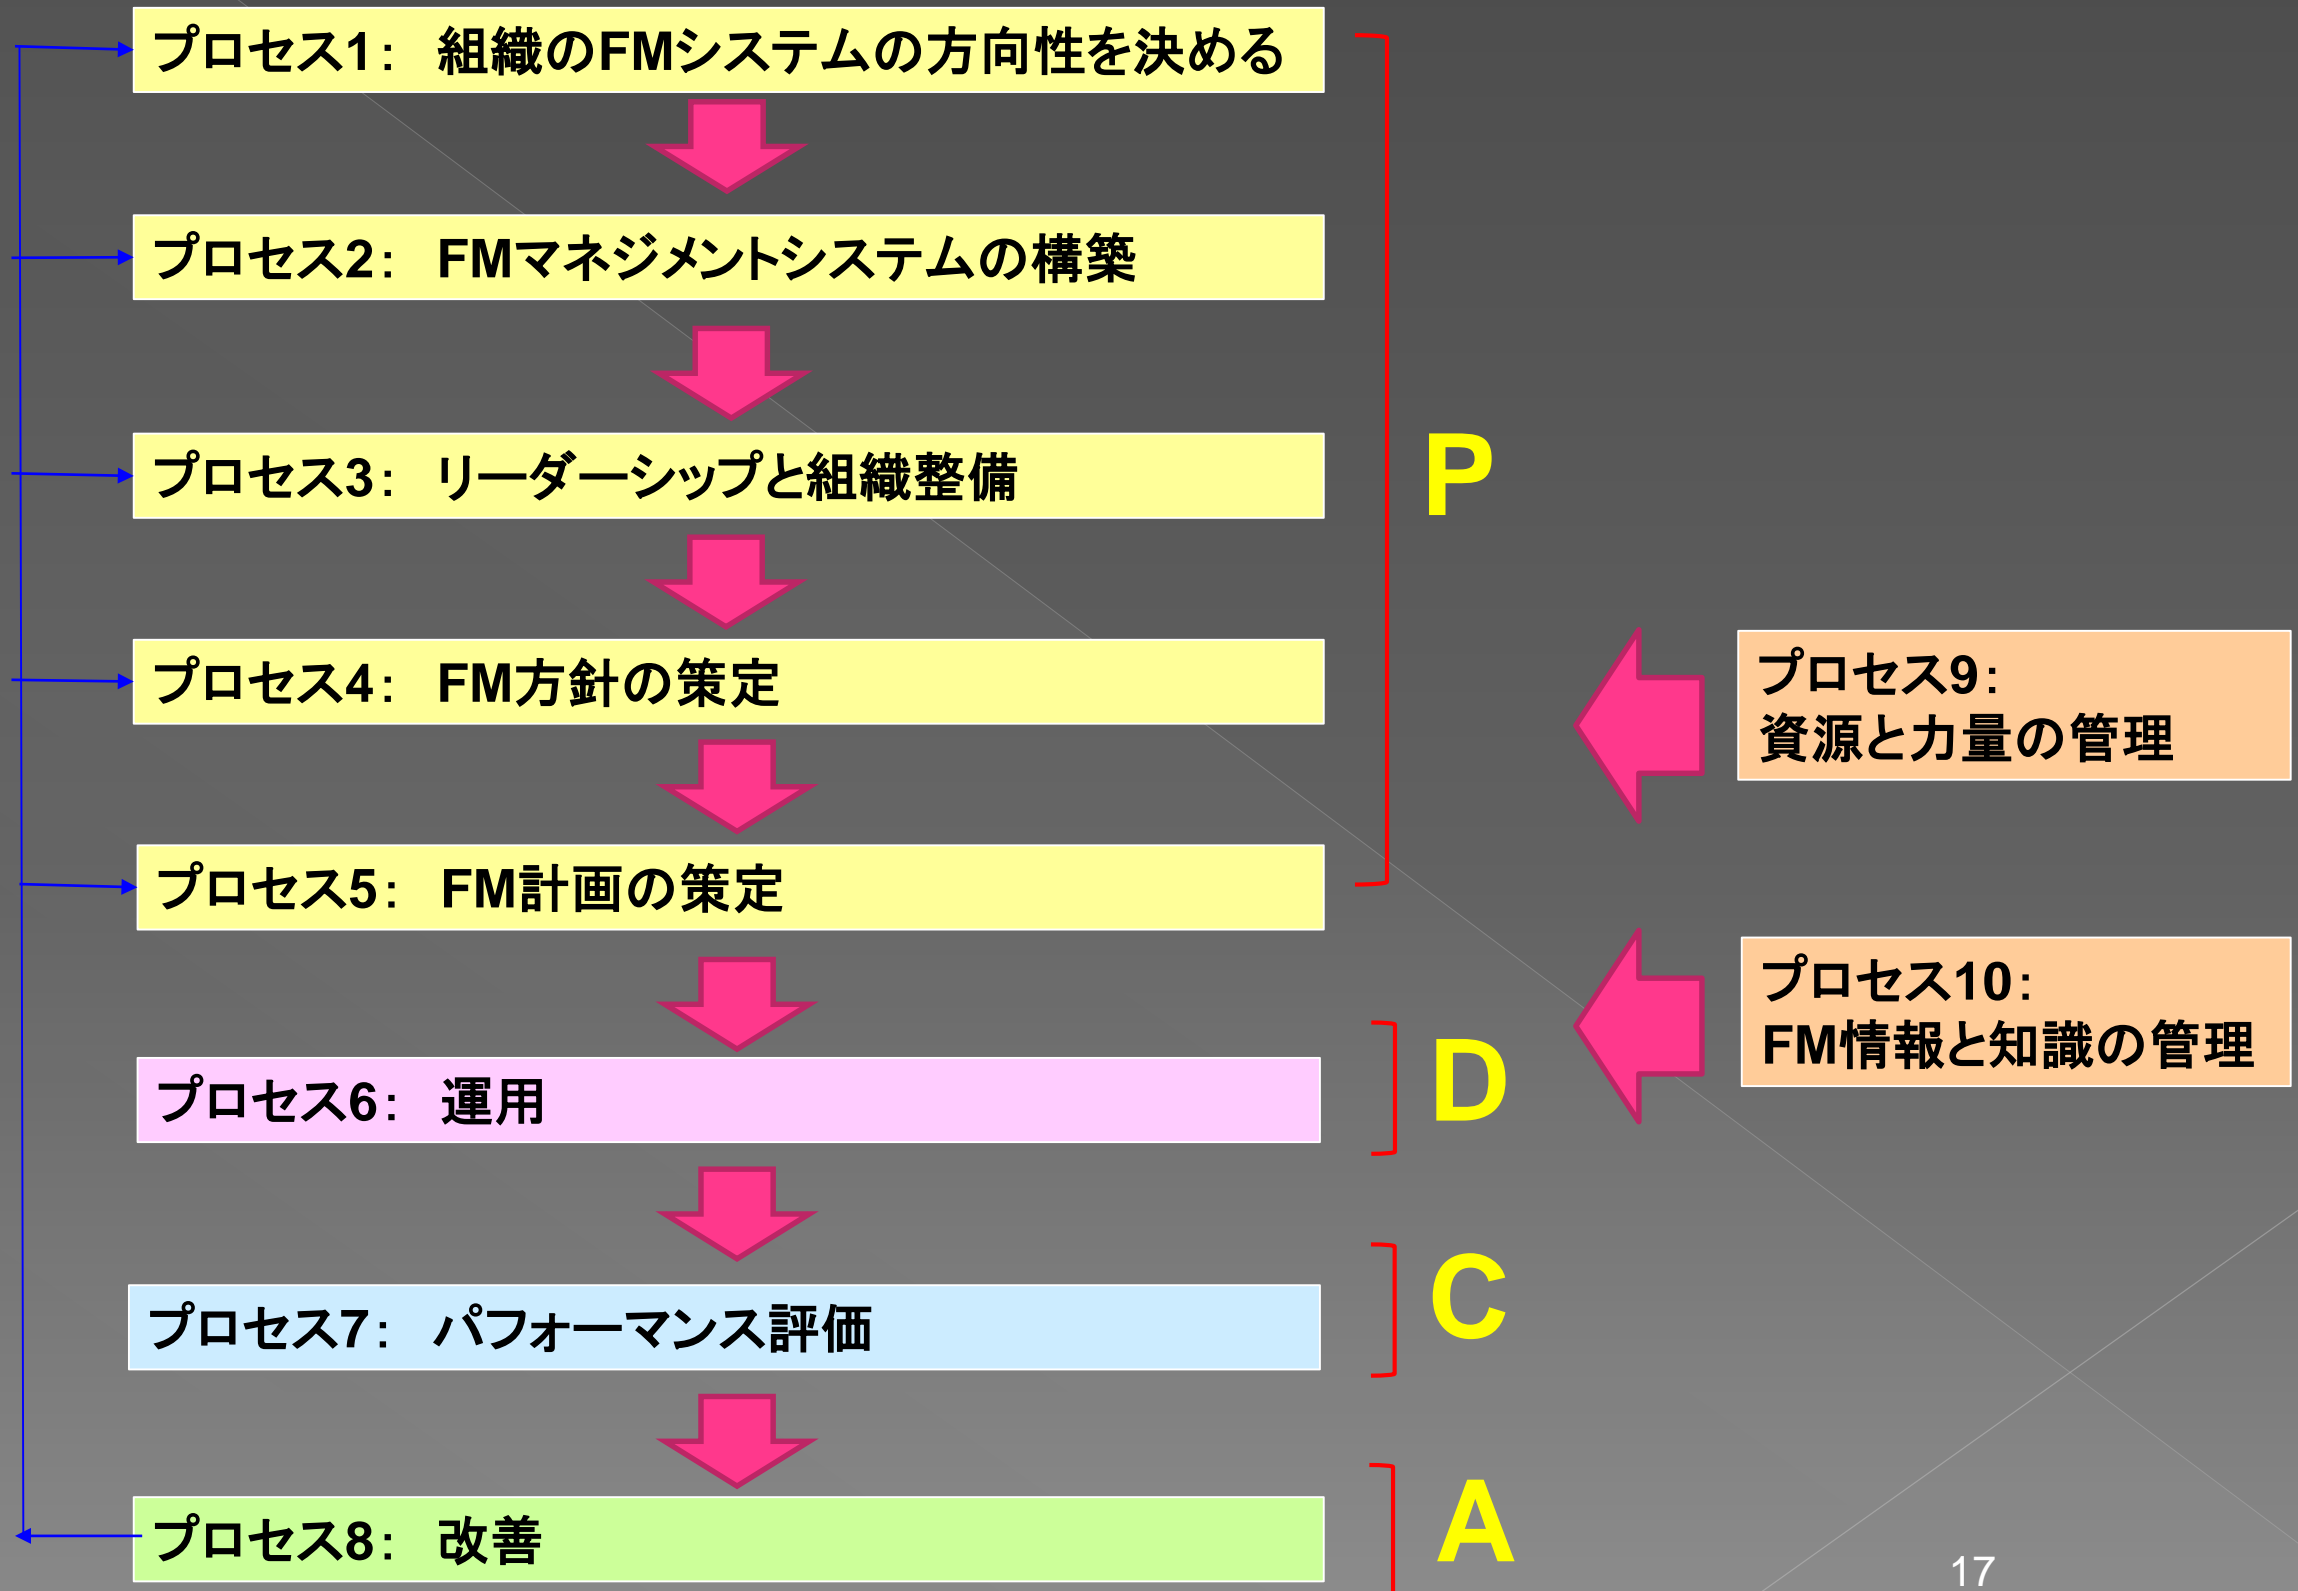 プロセス1： 組織のFMシステムの方向性を決める
プロセス2： FMマネジメントシステムの構築
プロセス3： リーダーシップと組織整備
P
プロセス4： FM方針の策定
プロセス9：
資源と力量の管理
プロセス5： FM計画の策定
プロセス10：
FM情報と知識の管理
プロセス6： 運用
D
プロセス7： パフォーマンス評価
C
プロセス8： 改善
A
17